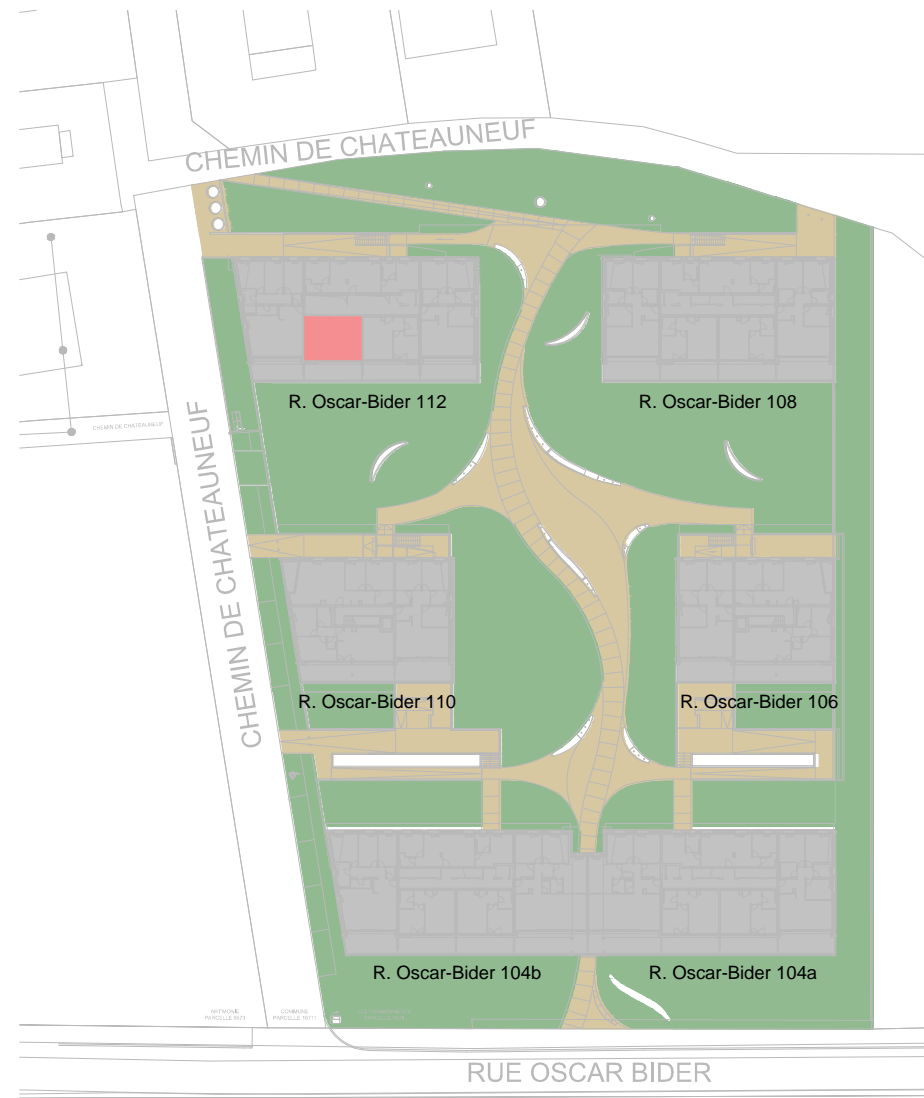 CHEMIN DE CHATEAUNEUF
R. Oscar-Bider 112
R. Oscar-Bider 108
CHEMIN DE CHATEAUNEUF
CHEMIN DE CHATEAUNEUF
R. Oscar-Bider 110
R. Oscar-Bider 106
R. Oscar-Bider 104b
R. Oscar-Bider 104a
COMMUNE
RUE OSCAR BIDER